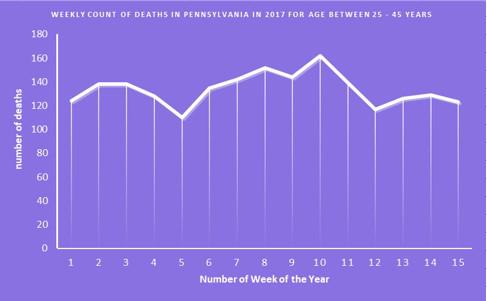 WEEKLY COUNT OF DEATHS IN PENNSYLVANIA IN 2017 FOR AGE BETWEEN 25 - 45 YEARS
180
160
140
120
100
80
60
40
20
0
number of deaths
1 2 3 4 5 6 7 8 9 10 11 12 13 14 15
Number of Week of the Year